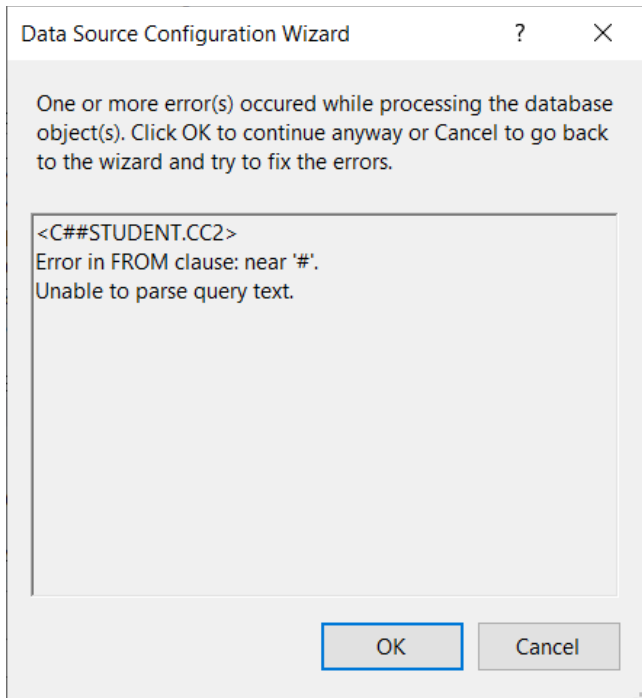 Data Source Configuration Wizard ? ×
One or more error(s) occured while processing the database
object(s). Click OK to continue anyway or Cancel to go back
to the wizard and try to fix the errors.
<C##STUDENT.CC2>
Error in FROM clause: near '#'.
Unable to parse query text.
OK Cancel